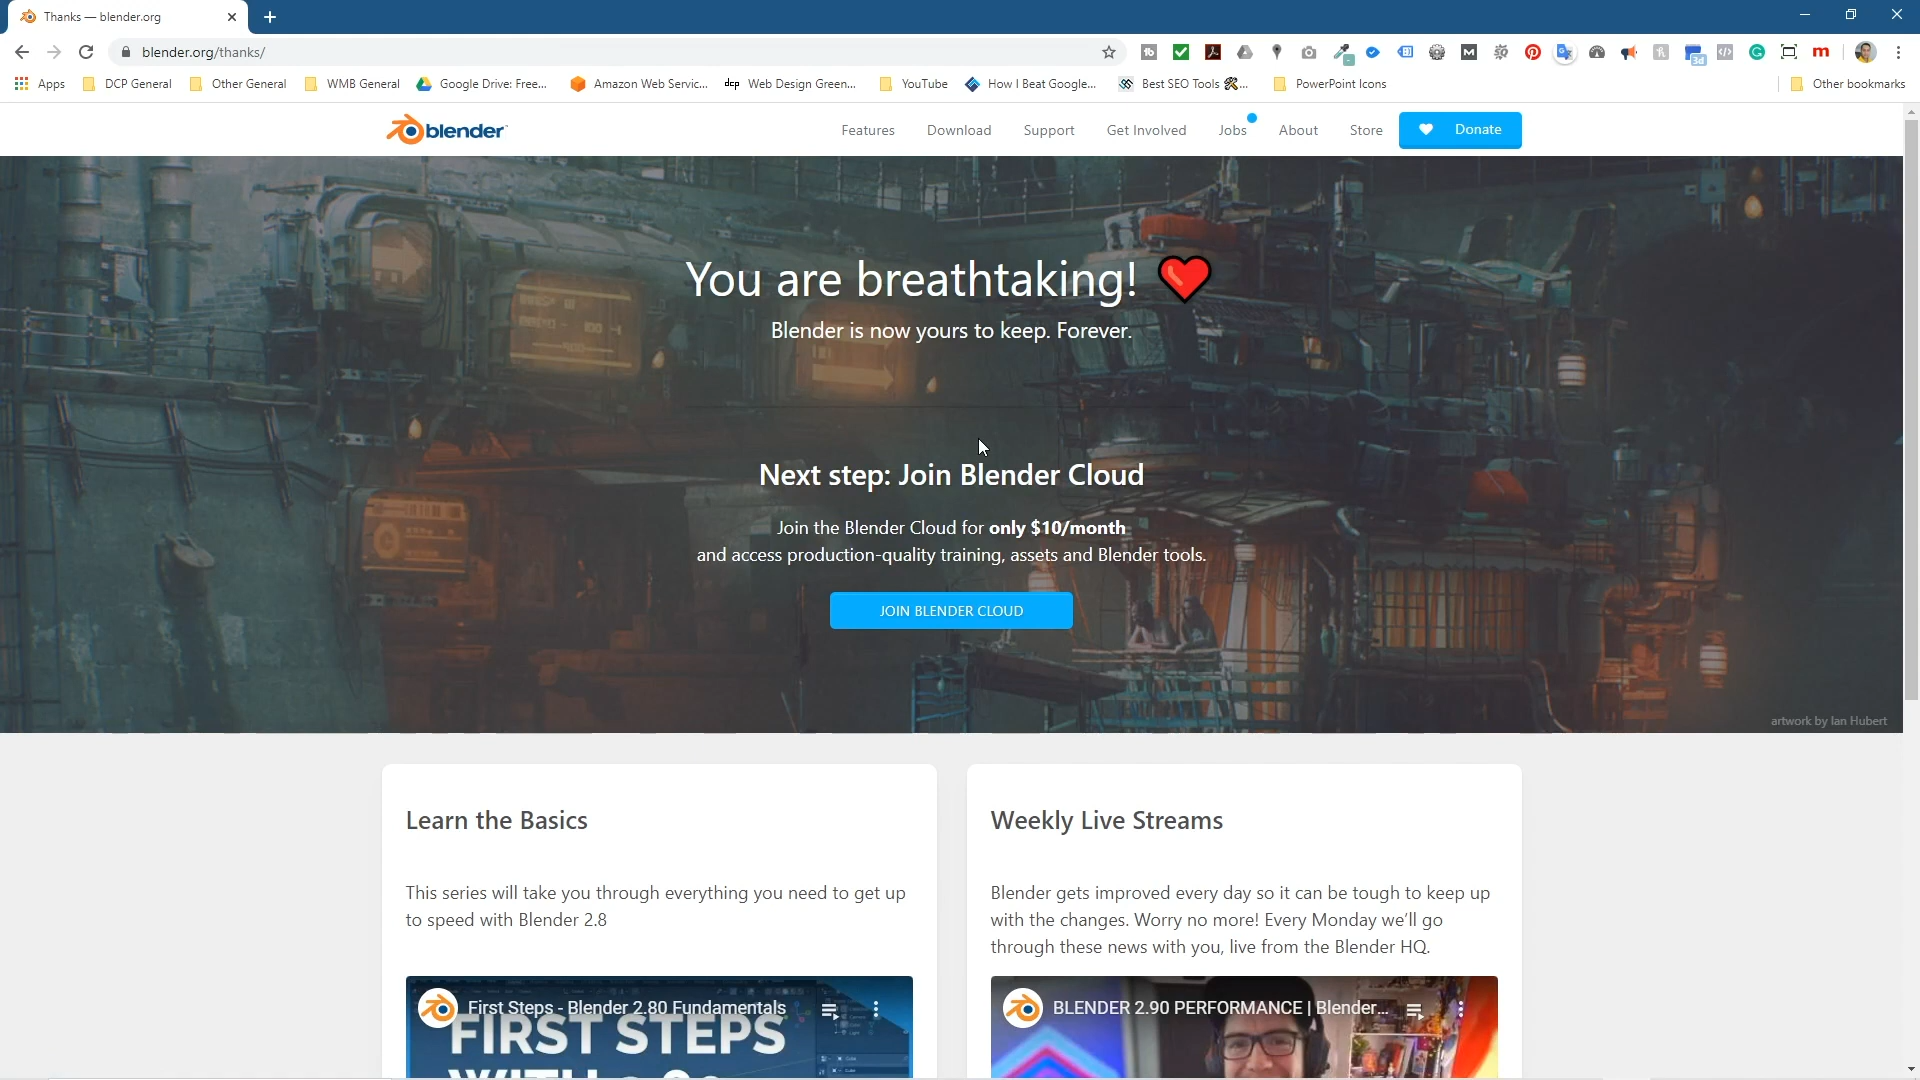 Thanks — blender.org
blender.org/thanks/
Apps
DCP General
Other General
WMB General
Google Drive: Free...
Amazon Web Servic...
dcp
Web Design Green...
YouTube
How I Beat Google...
Best SEO Tools 🛠...
PowerPoint Icons
Other bookmarks
blender
Features
Download
Support
Get Involved
Jobs
About
Store
Donate
You are breathtaking! ❤
Blender is now yours to keep. Forever.
Next step: Join Blender Cloud
Join the Blender Cloud for only $10/month
and access production-quality training, assets and Blender tools.
JOIN BLENDER CLOUD
artwork by Ian Hubert
Learn the Basics
This series will take you through everything you need to get up
to speed with Blender 2.8
First Steps - Blender 2.80 Fundamentals
FIRST STEPS
Weekly Live Streams
Blender gets improved every day so it can be tough to keep up
with the changes. Worry no more! Every Monday we'll go
through these news with you, live from the Blender HQ.
BLENDER 2.90 PERFORMANCE | Blender...